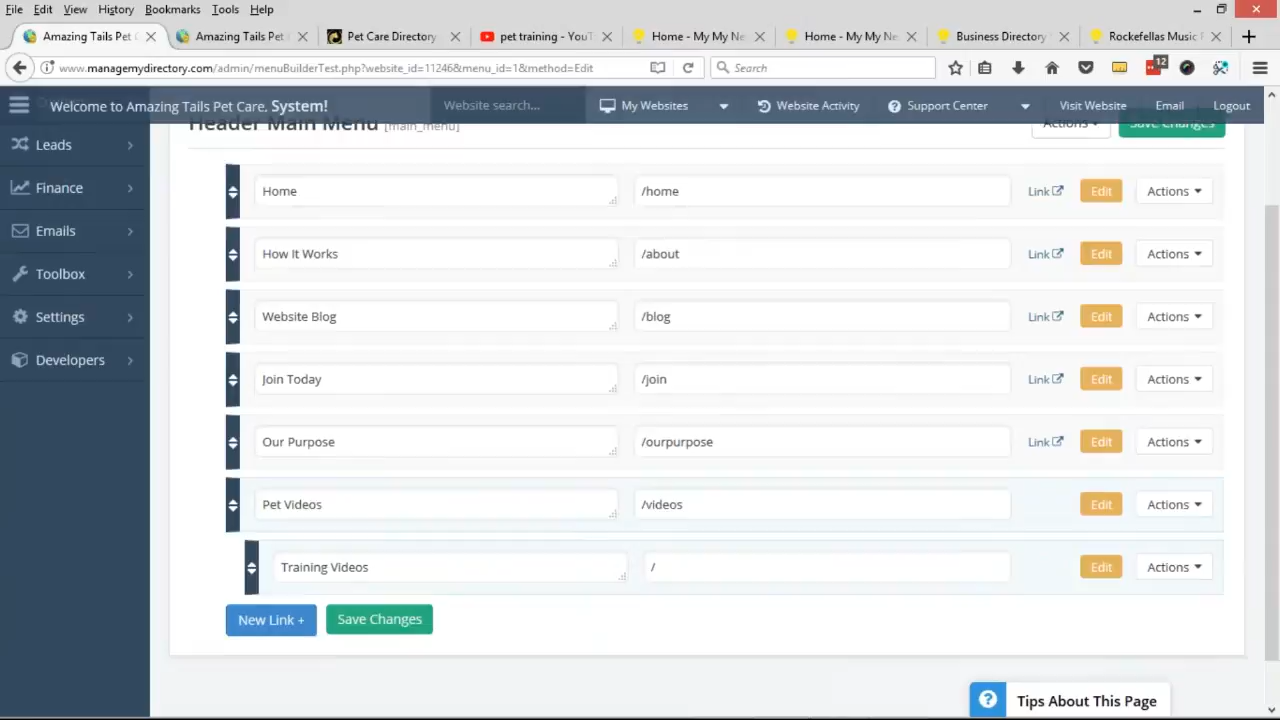 File Edit View History Bookmarks Tools Help
Amazing Tails Pet Amazing Tails Pet Pet Care Directory pet training - YouT Home - My My Ne Home - My My Ne Business Directory Rockefellas Music
www.managemydirectory.com/admin/menuBuilderTest.php?website_id=11246&menu_id=1&method=Edit Search 12
Welcome to Amazing Tails Pet Care, System! Website search... My Websites Website Activity Support Center Visit Website Email Logout
Header Main Menu [main_menu] Actions Save Changes
Leads
Finance
Emails
Toolbox
Settings
Developers
Home /home Link Edit Actions
How It Works /about Link Edit Actions
Website Blog /blog Link Edit Actions
Join Today /join Link Edit Actions
Our Purpose /ourpurpose Link Edit Actions
Pet Videos /videos Edit Actions
Training Videos / Edit Actions
New Link + Save Changes
? Tips About This Page